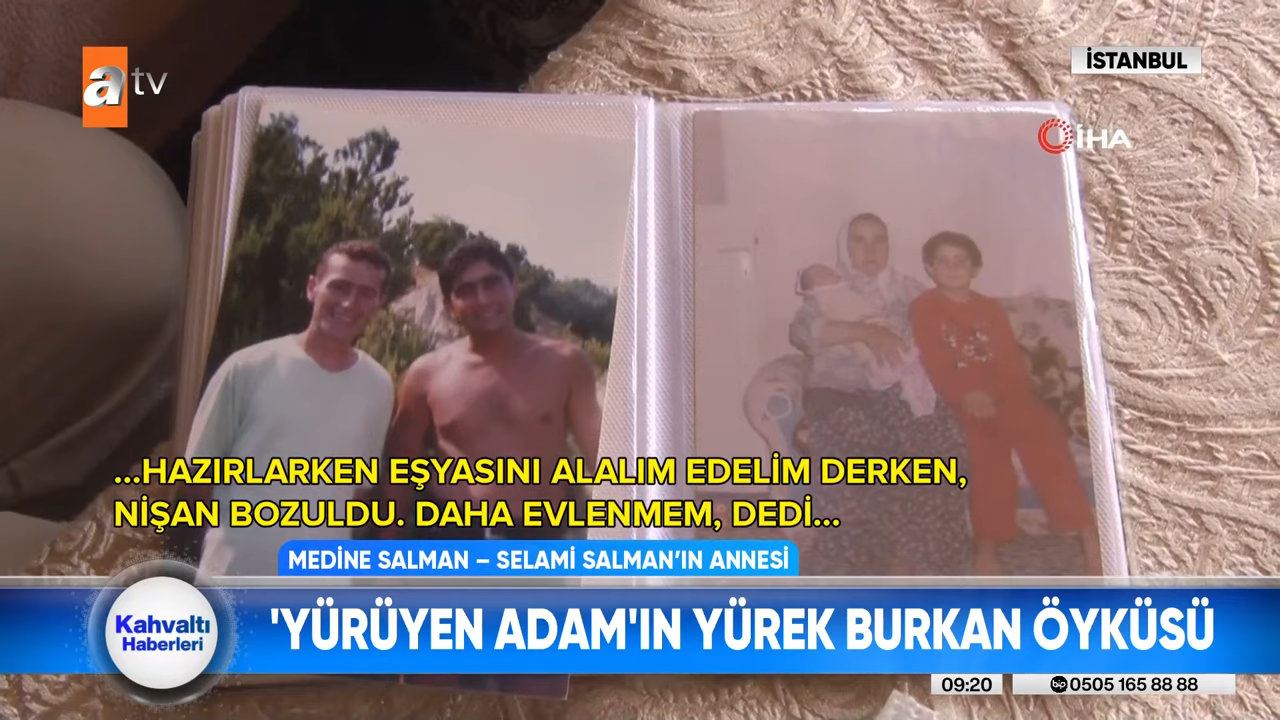 atv
İSTANBUL
İHA
...HAZIRLARKEN EŞYASINI ALALIM EDELİM DERKEN,
NİŞAN BOZULDU. DAHA EVLENMEM, DEDİ...
MEDİNE SALMAN – SELAMİ SALMAN'IN ANNESİ
Kahvaltı
Haberleri
'YÜRÜYEN ADAM'IN YÜREK BURKAN ÖYKÜSÜ
09:20
bip 0505 165 88 88